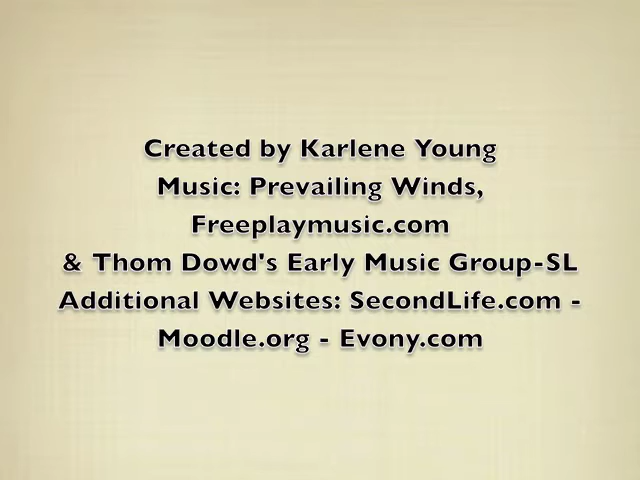 Created by Karlene Young
Music: Prevailing Winds,
Freeplaymusic.com
& Thom Dowd's Early Music Group-SL
Additional Websites: SecondLife.com -
Moodle.org - Evony.com